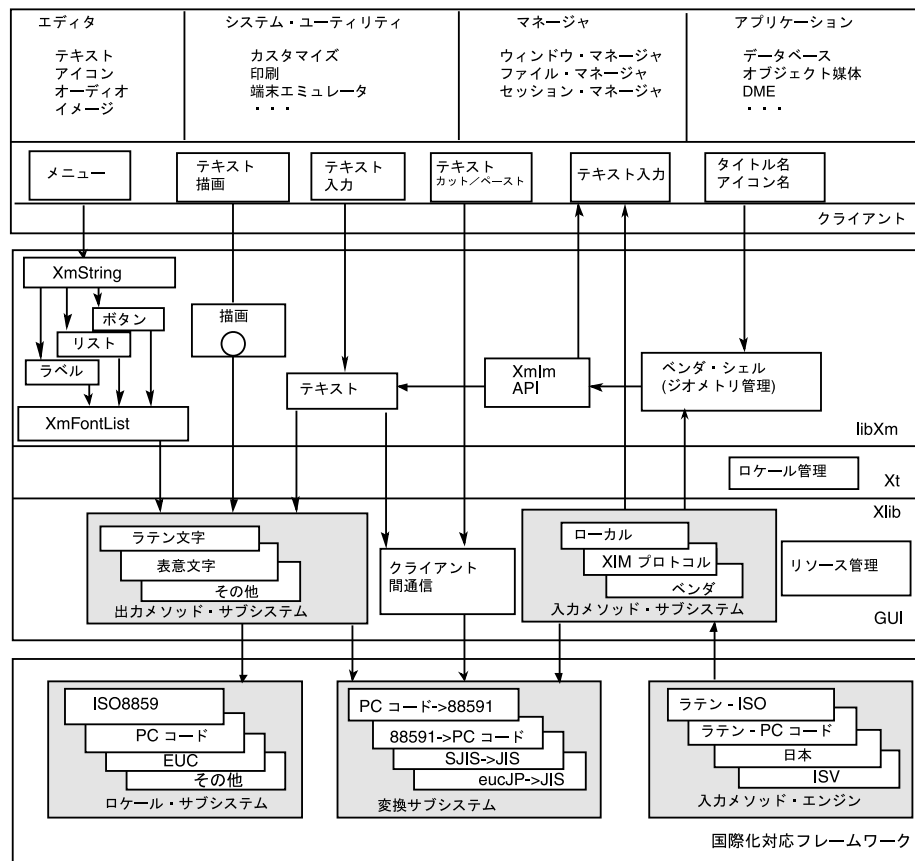 エディタ
テキスト
アイコン
オーディオ
イメージ
システム・ユーティリティ
カスタマイズ
印刷
端末エミュレータ
・・・
マネージャ
ウィンドウ・マネージャ
ファイル・マネージャ
セッション・マネージャ
アプリケーション
データベース
オブジェクト媒体
DME
・・・
メニュー
テキスト
描画
テキスト
入力
テキスト
カット／ペースト
テキスト入力
タイトル名
アイコン名
クライアント
XmString
ボタン
リスト
ラベル
XmFontList
描画
テキスト
XmIm
API
ベンダ・シェル
(ジオメトリ管理)
libXm
ロケール管理
Xt
Xlib
ラテン文字
表意文字
その他
出力メソッド・サブシステム
クライアント
間通信
ローカル
XIM プロトコル
ベンダ
入力メソッド・サブシステム
リソース管理
GUI
ISO8859
PC コード
EUC
その他
ロケール・サブシステム
PC コード->88591
88591->PC コード
SJIS->JIS
eucJP->JIS
変換サブシステム
ラテン - ISO
ラテン - PC コード
日本
ISV
入力メソッド・エンジン
国際化対応フレームワーク